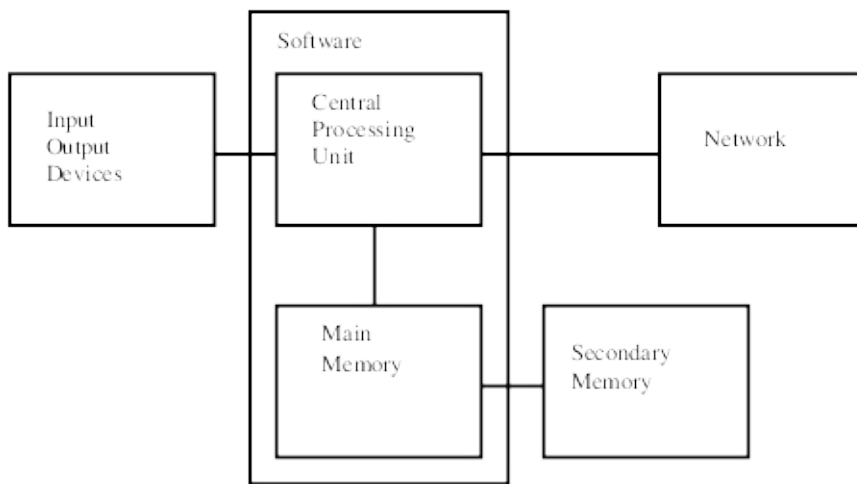 Software
Input
Output
Devices
Central
Processing
Unit
Network
Main
Memory
Secondary
Memory